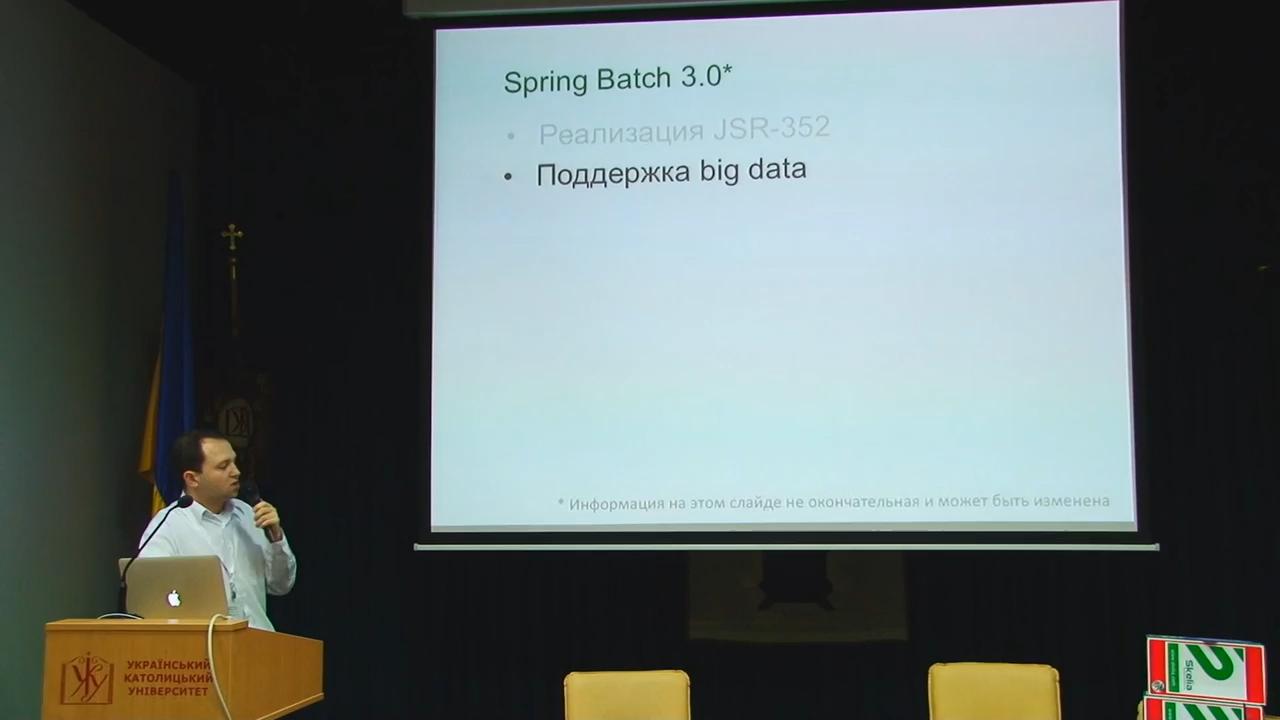 Spring Batch 3.0*
• Реализация JSR-352
• Поддержка big data
* Информация на этом слайде не окончательная и может быть изменена
УКРАЇНСЬКИЙ
КАТОЛИЦЬКИЙ
УНІВЕРСИТЕТ
Skelia